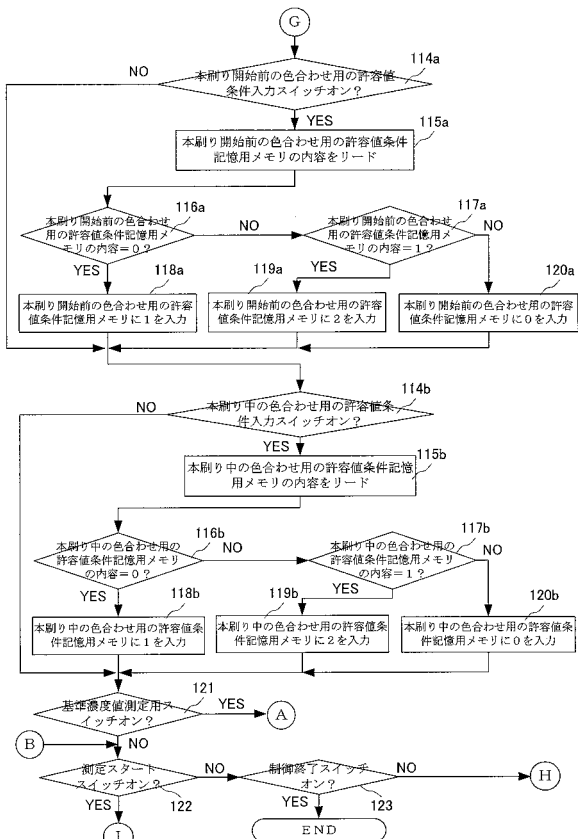 G
114a
NO
本刷り開始前の色合わせ用の許容値
条件入力スイッチオン？
YES
115a
本刷り開始前の色合わせ用の許容値条件
記憶用メモリの内容をリード
116a
本刷り開始前の色合わせ
用の許容値条件記憶用メ
モリの内容=0？
NO
117a
本刷り開始前の色合わせ
用の許容値条件記憶用メ
モリの内容=1？
NO
YES
118a
YES
119a
120a
本刷り開始前の色合わせ用の許容
値条件記憶用メモリに1を入力
本刷り開始前の色合わせ用の許容
値条件記憶用メモリに2を入力
本刷り開始前の色合わせ用の許容
値条件記憶用メモリに0を入力
114b
NO
本刷り中の色合わせ用の許容値条
件入力スイッチオン？
YES
115b
本刷り中の色合わせ用の許容値条件記憶
用メモリの内容をリード
116b
本刷り中の色合わせ用の
許容値条件記憶用メモリ
の内容=0？
NO
117b
本刷り中の色合わせ用の
許容値条件記憶用メモリ
の内容=1？
NO
YES
118b
YES
119b
120b
本刷り中の色合わせ用の許容値条
件記憶用メモリに1を入力
本刷り中の色合わせ用の許容値条
件記憶用メモリに2を入力
本刷り中の色合わせ用の許容値条
件記憶用メモリに0を入力
121
基準濃度値測定用ス
イッチオン？
YES
A
B
NO
測定スタート
スイッチオン？
NO
122
制御終了スイッチ
オン？
NO
123
H
YES
YES
I
END